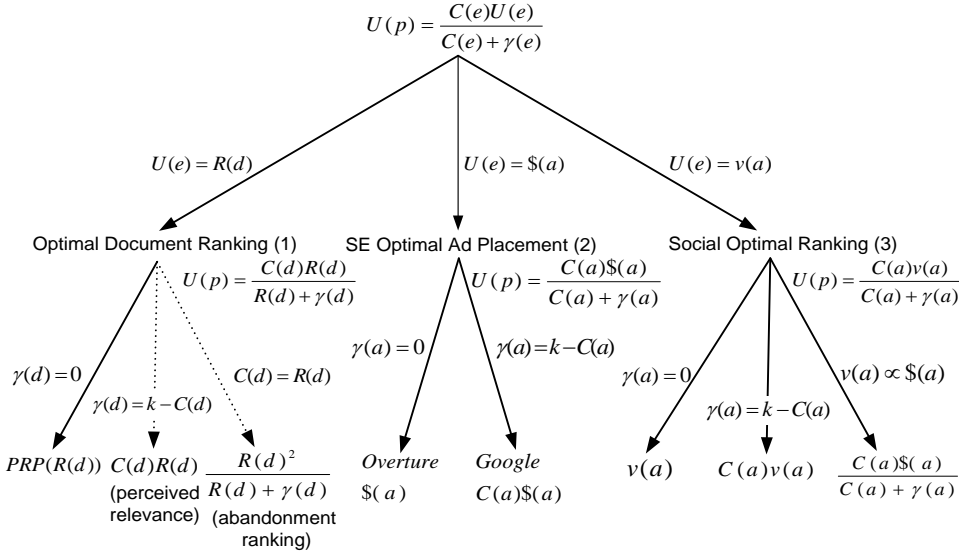 U(p) = C(e)U(e) / C(e) + γ(e)
U(e) = R(d)
U(e) = $(a)
U(e) = v(a)
Optimal Document Ranking (1)
SE Optimal Ad Placement (2)
Social Optimal Ranking (3)
U(p) = C(d)R(d) / R(d) + γ(d)
U(p) = C(a)$(a) / C(a) + γ(a)
U(p) = C(a)v(a) / C(a) + γ(a)
γ(d) = 0
γ(d) = k – C(d)
C(d) = R(d)
γ(a) = 0
γ(a) = k – C(a)
γ(a) = 0
γ(a) = k – C(a)
v(a) ∝ $(a)
PRP(R(d))
C(d)R(d)
(perceived
relevance)
R(d)² / R(d) + γ(d)
(abandonment
ranking)
Overture
$(a)
Google
C(a)$(a)
v(a)
C(a)v(a)
C(a)$(a) / C(a) + γ(a)